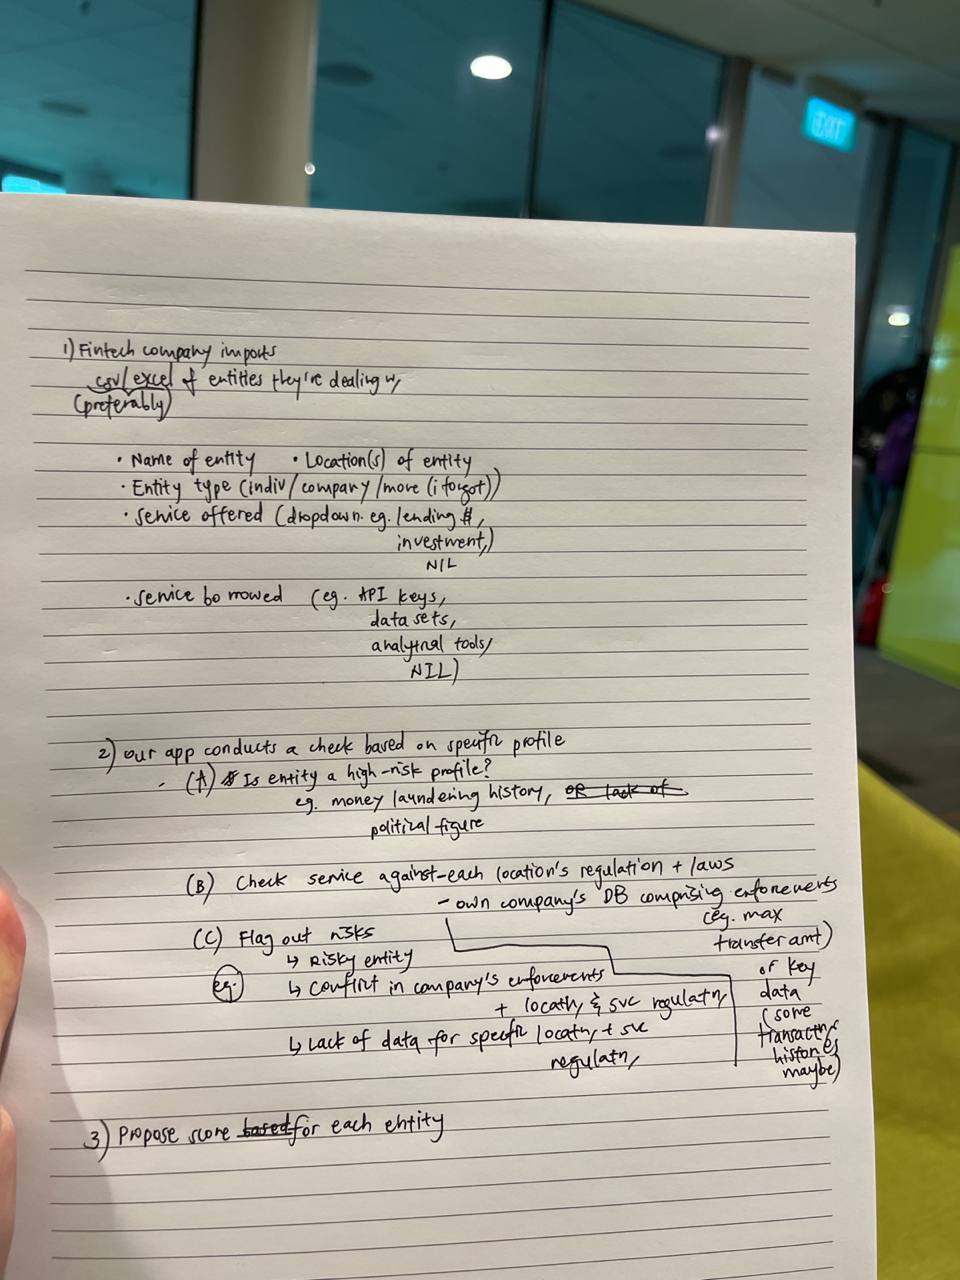 EXIT
1) Fintech company imports
csv/excel of entities they're dealing w,
(preferably)
• Name of entity • Location(s) of entity
• Entity type (indiv/company/more (i forgot))
• Service offered (dropdown. eg. lending $,
investment,)
NIL
• Service borrowed (eg. API keys,
data sets,
analytical tools,
NIL)
2) our app conducts a check based on specific profile
- (A) Is entity a high-risk profile?
eg. money laundering history, or lack of
political figure
(B) Check service against each location's regulation + laws
- own company's DB comprising enforcements
(eg. max
transfer amt)
(C) Flag out risks
↳ Risky entity
eg.
↳ Conflict in company's enforcements
+ locatn, & svc regulatn,
or key
data
(some
transactn,
histories
maybe)
↳ Lack of data for specific locatn, + svc
regulatn,
3) Propose score based for each entity